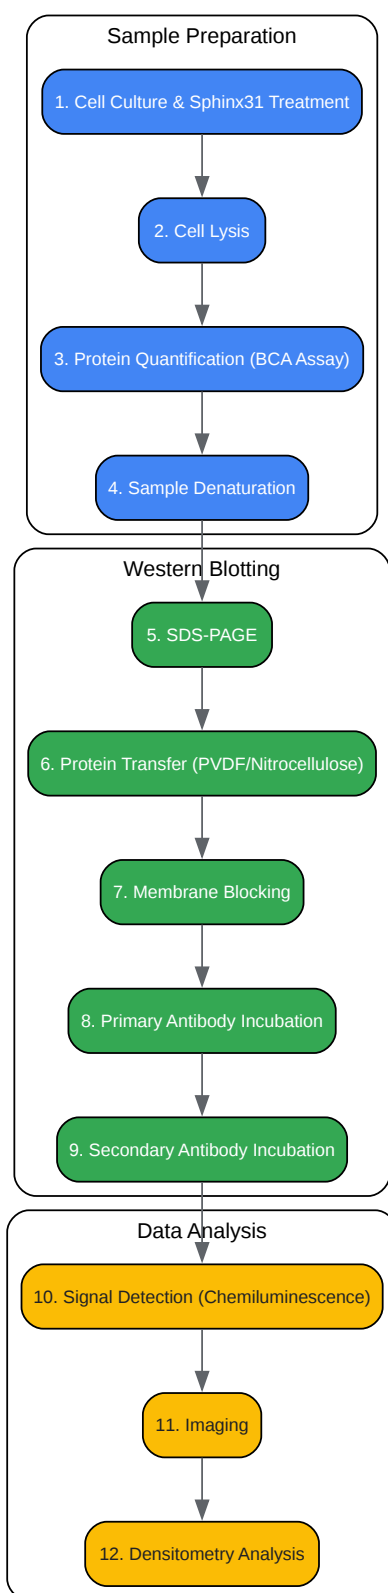 Sample Preparation
1. Cell Culture & Sphinx31 Treatment
2. Cell Lysis
3. Protein Quantification (BCA Assay)
4. Sample Denaturation
Western Blotting
5. SDS-PAGE
6. Protein Transfer (PVDF/Nitrocellulose)
7. Membrane Blocking
8. Primary Antibody Incubation
9. Secondary Antibody Incubation
Data Analysis
10. Signal Detection (Chemiluminescence)
11. Imaging
12. Densitometry Analysis